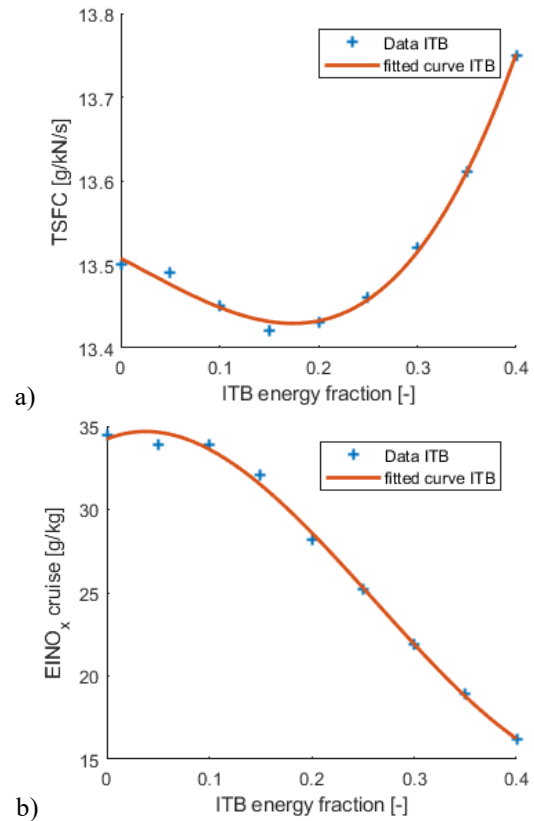 13.8
13.7
13.6
13.5
13.4
TSFC [g/kN/s]
Data ITB
fitted curve ITB
0 0.1 0.2 0.3 0.4
ITB energy fraction [-]
a)
35
30
25
20
15
EINOₓ cruise [g/kg]
Data ITB
fitted curve ITB
0 0.1 0.2 0.3 0.4
ITB energy fraction [-]
b)